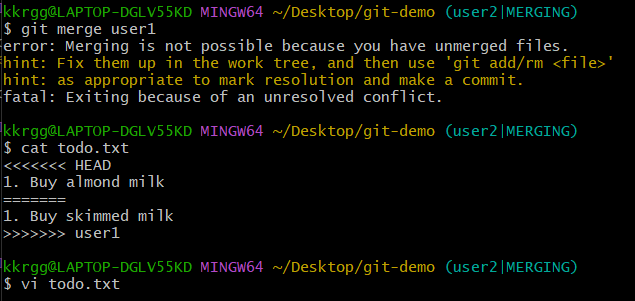 kkrgg@LAPTOP-DGLV55KD MINGW64 ~/Desktop/git-demo (user2|MERGING)
$ git merge user1
error: Merging is not possible because you have unmerged files.
hint: Fix them up in the work tree, and then use 'git add/rm <file>'
hint: as appropriate to mark resolution and make a commit.
fatal: Exiting because of an unresolved conflict.
kkrgg@LAPTOP-DGLV55KD MINGW64 ~/Desktop/git-demo (user2|MERGING)
$ cat todo.txt
<<<<<<< HEAD
1. Buy almond milk
=======
1. Buy skimmed milk
>>>>>>> user1
kkrgg@LAPTOP-DGLV55KD MINGW64 ~/Desktop/git-demo (user2|MERGING)
$ vi todo.txt